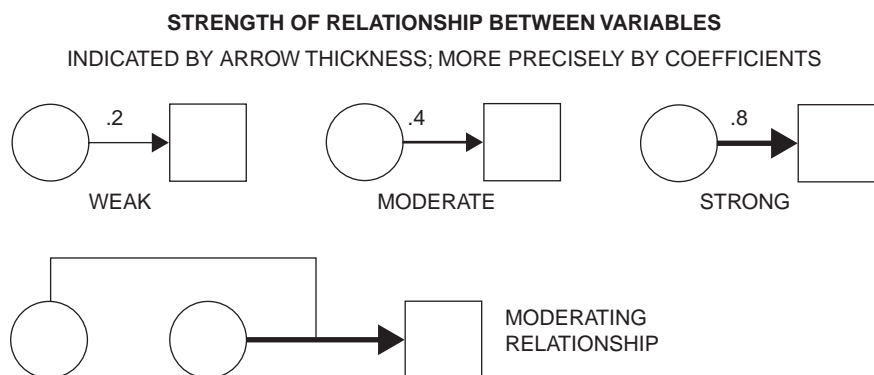 STRENGTH OF RELATIONSHIP BETWEEN VARIABLES
INDICATED BY ARROW THICKNESS; MORE PRECISELY BY COEFFICIENTS
.2
.4
.8
WEAK
MODERATE
STRONG
MODERATING
RELATIONSHIP